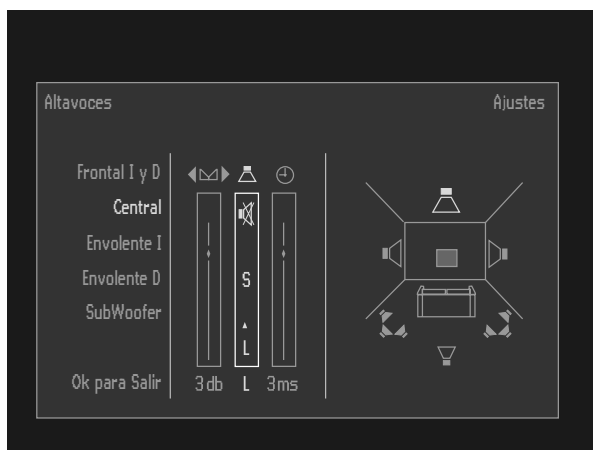 Altavoces
Ajustes
Frontal I y D
Central
Envolente I
Envolente D
SubWoofer
Ok para Salir
S
L
3db
L
3ms